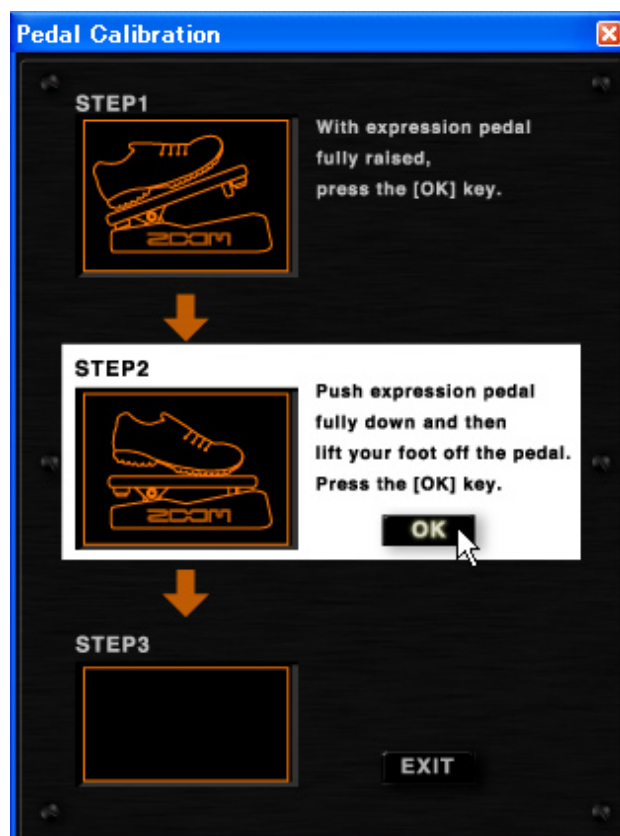 Pedal Calibration
STEP1
With expression pedal
fully raised,
press the [OK] key.
ZOOM
STEP2
Push expression pedal
fully down and then
lift your foot off the pedal.
Press the [OK] key.
ZOOM
OK
STEP3
EXIT